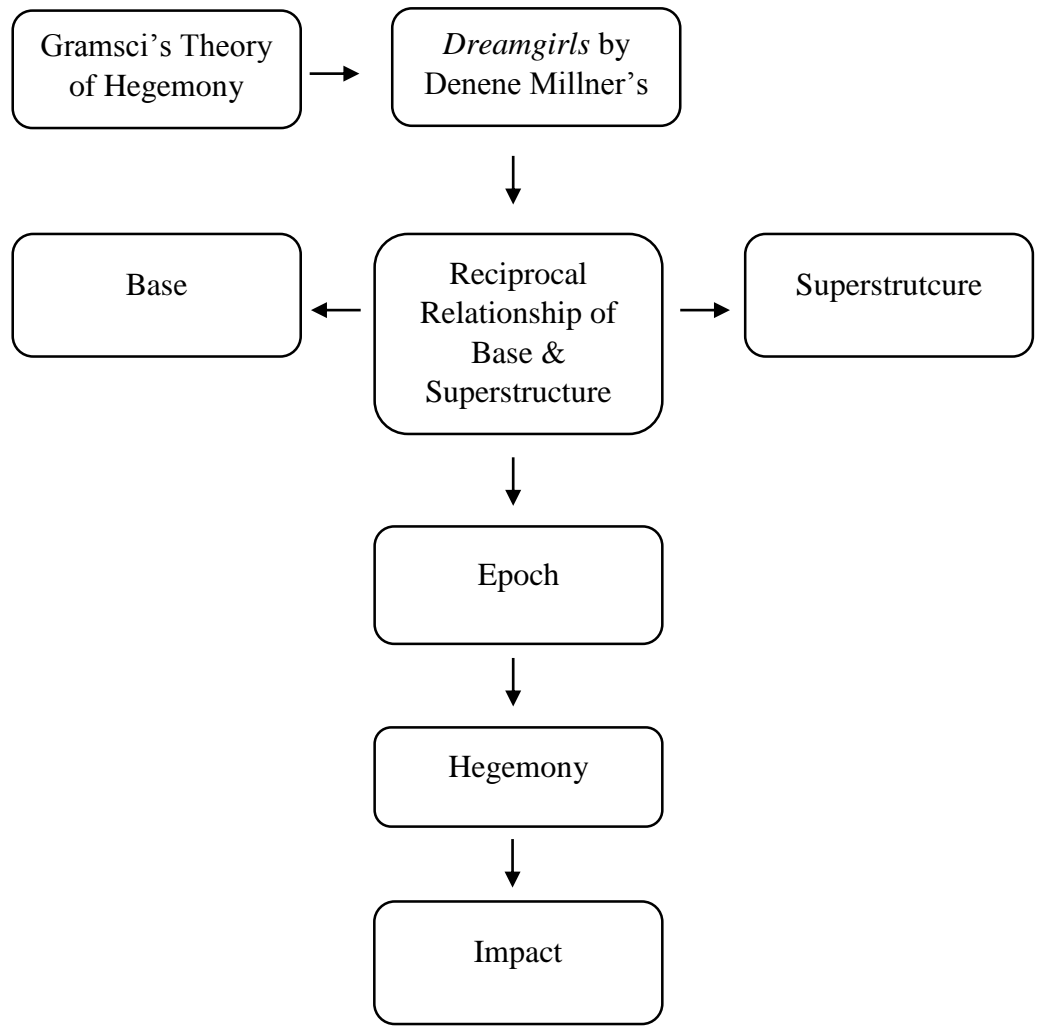 Gramsci’s Theory
of Hegemony
Dreamgirls by
Denene Millner’s
Base
Reciprocal
Relationship of
Base &
Superstructure
Superstrutcure
Epoch
Hegemony
Impact